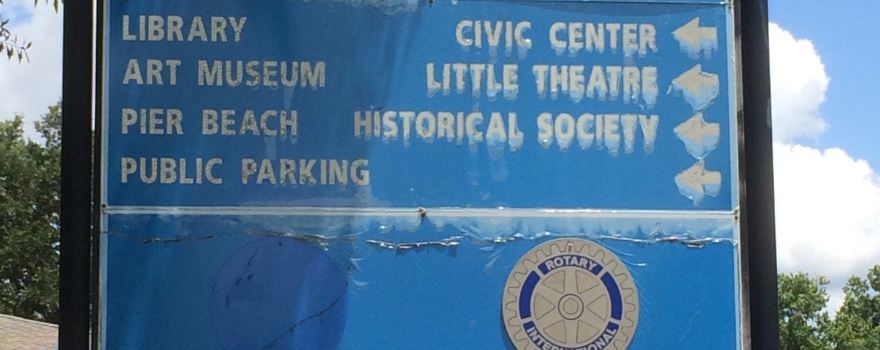 LIBRARY CIVIC CENTER
ART MUSEUM LITTLE THEATRE
PIER BEACH HISTORICAL SOCIETY
PUBLIC PARKING
ROTARY
INTERNATIONAL